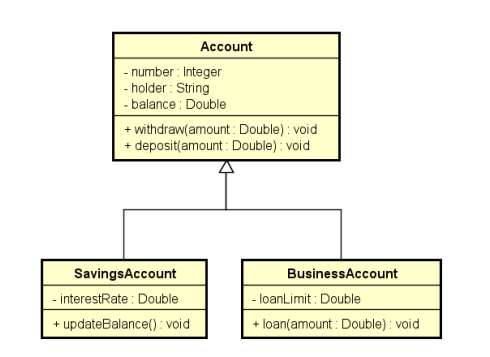 Account
- number : Integer
- holder : String
- balance : Double
+ withdraw(amount : Double) : void
+ deposit(amount : Double) : void
SavingsAccount
- interestRate : Double
+ updateBalance() : void
BusinessAccount
- loanLimit : Double
+ loan(amount : Double) : void